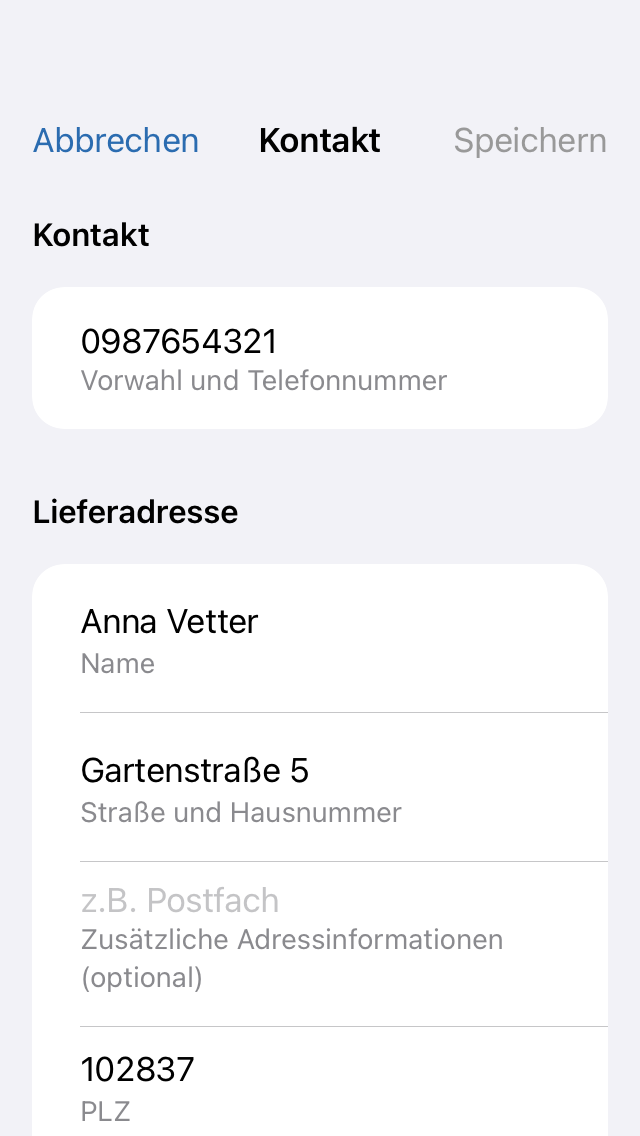 Abbrechen Kontakt Speichern
Kontakt
0987654321
Vorwahl und Telefonnummer
Lieferadresse
Anna Vetter
Name
Gartenstraße 5
Straße und Hausnummer
z.B. Postfach
Zusätzliche Adressinformationen
(optional)
102837
PLZ